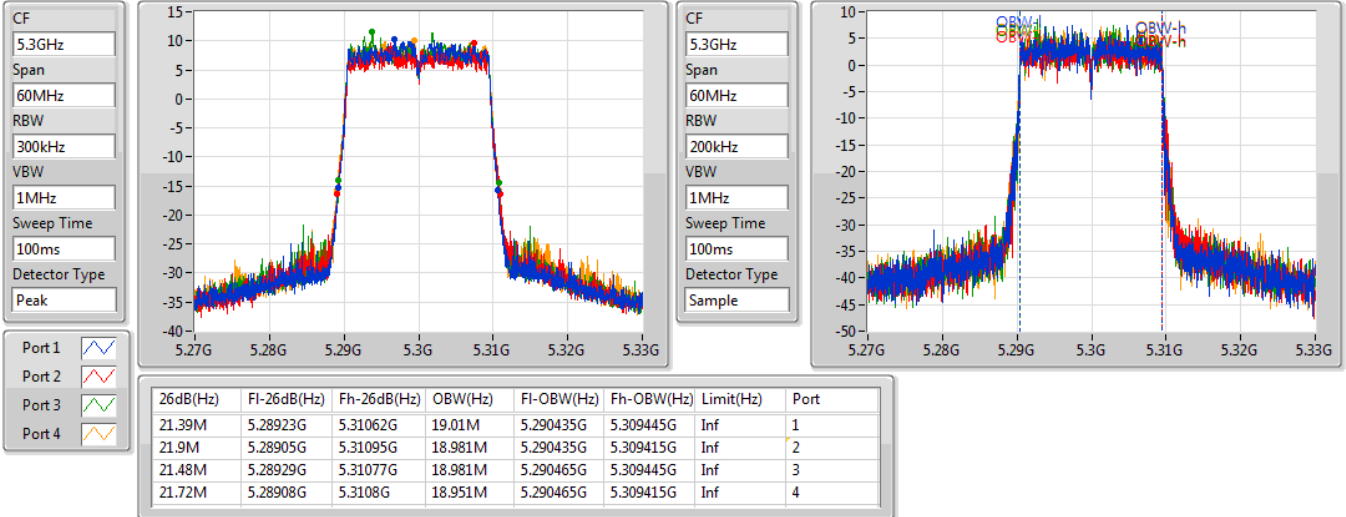 CF
5.3GHz
Span
60MHz
RBW
300kHz
VBW
1MHz
Sweep Time
100ms
Detector Type
Peak
15
10
5
0
-5
-10
-15
-20
-25
-30
-35
-40
5.27G 5.28G 5.29G 5.3G 5.31G 5.32G 5.33G
CF
5.3GHz
Span
60MHz
RBW
200kHz
VBW
1MHz
Sweep Time
100ms
Detector Type
Sample
10
5
0
-5
-10
-15
-20
-25
-30
-35
-40
-45
-50
OBW-l
OBW-h
OBW-h
5.27G 5.28G 5.29G 5.3G 5.31G 5.32G 5.33G
Port 1
Port 2
Port 3
Port 4
26dB(Hz) Fl-26dB(Hz) Fh-26dB(Hz) OBW(Hz) Fl-OBW(Hz) Fh-OBW(Hz) Limit(Hz) Port
21.39M 5.28923G 5.31062G 19.01M 5.290435G 5.309445G Inf 1
21.9M 5.28905G 5.31095G 18.981M 5.290435G 5.309415G Inf 2
21.48M 5.28929G 5.31077G 18.981M 5.290465G 5.309445G Inf 3
21.72M 5.28908G 5.3108G 18.951M 5.290465G 5.309415G Inf 4